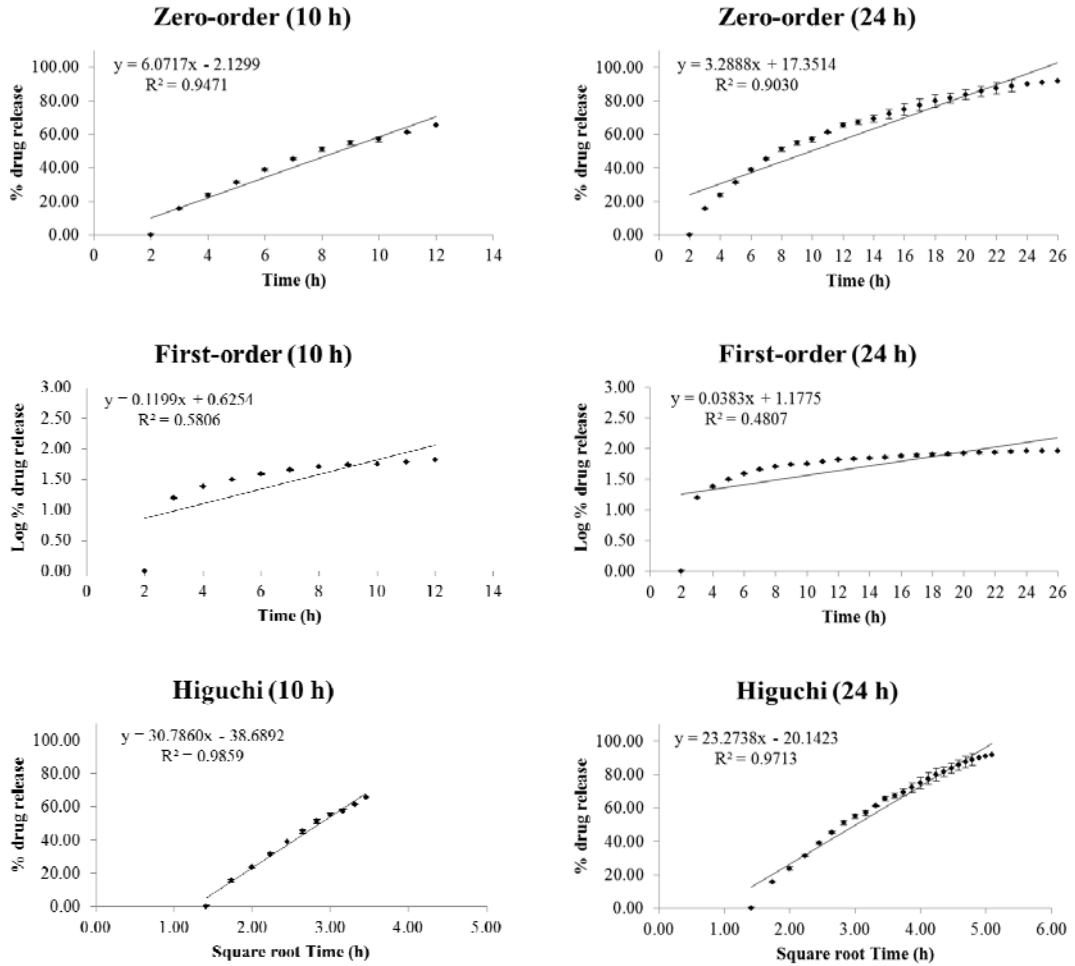 Zero-order (10 h)
y = 6.0717x - 2.1299
R² = 0.9471
100.00
80.00
60.00
40.00
20.00
0.00
% drug release
0 2 4 6 8 10 12 14
Time (h)
Zero-order (24 h)
y = 3.2888x + 17.3514
R² = 0.9030
100.00
80.00
60.00
40.00
20.00
0.00
% drug release
0 2 4 6 8 10 12 14 16 18 20 22 24 26
Time (h)
First-order (10 h)
y = 0.1199x + 0.6254
R² = 0.5806
3.00
2.50
2.00
1.50
1.00
0.50
0.00
Log % drug release
0 2 4 6 8 10 12 14
Time (h)
First-order (24 h)
y = 0.0383x + 1.1775
R² = 0.4807
3.00
2.50
2.00
1.50
1.00
0.50
0.00
Log % drug release
0 2 4 6 8 10 12 14 16 18 20 22 24 26
Time (h)
Higuchi (10 h)
y = 30.7860x - 38.6892
R² = 0.9859
100.00
80.00
60.00
40.00
20.00
0.00
% drug release
0.00 1.00 2.00 3.00 4.00 5.00
Square root Time (h)
Higuchi (24 h)
y = 23.2738x - 20.1423
R² = 0.9713
100.00
80.00
60.00
40.00
20.00
0.00
% drug release
0.00 1.00 2.00 3.00 4.00 5.00 6.00
Square root Time (h)